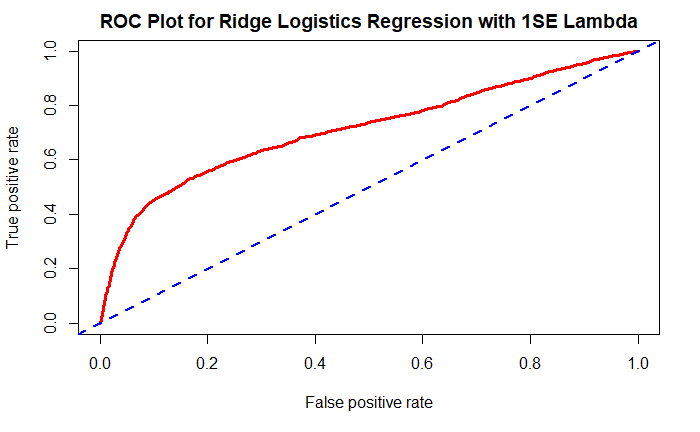 ROC Plot for Ridge Logistics Regression with 1SE Lambda
True positive rate
1.0
0.8
0.6
0.4
0.2
0.0
0.0 0.2 0.4 0.6 0.8 1.0
False positive rate